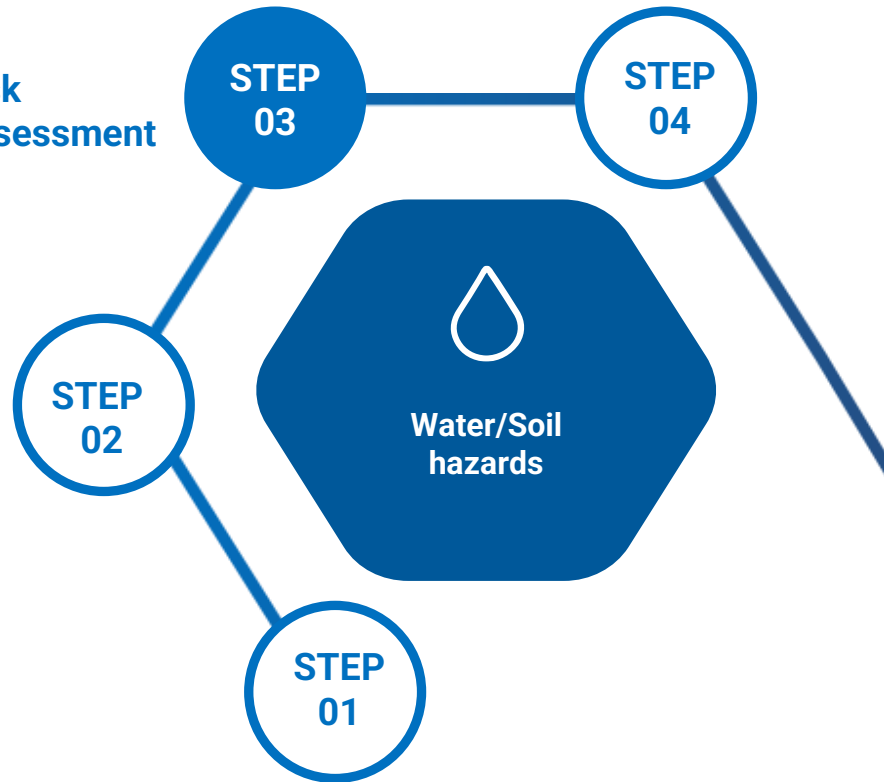 STEP
03
STEP
04
k
sessment
Water/Soil
hazards
STEP
02
STEP
01